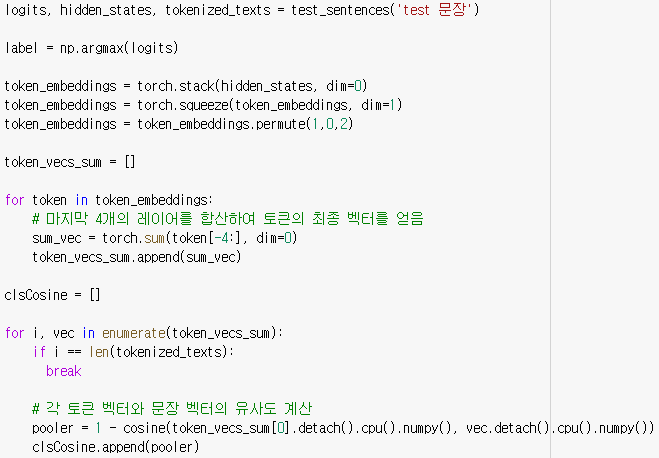 logits, hidden_states, tokenized_texts = test_sentences('test 문장')
label = np.argmax(logits)
token_embeddings = torch.stack(hidden_states, dim=0)
token_embeddings = torch.squeeze(token_embeddings, dim=1)
token_embeddings = token_embeddings.permute(1,0,2)
token_vecs_sum = []
for token in token_embeddings:
    # 마지막 4개의 레이어를 합산하여 토큰의 최종 벡터를 얻음
    sum_vec = torch.sum(token[-4:], dim=0)
    token_vecs_sum.append(sum_vec)
clsCosine = []
for i, vec in enumerate(token_vecs_sum):
    if i == len(tokenized_texts):
      break
    # 각 토큰 벡터와 문장 벡터의 유사도 계산
    pooler = 1 - cosine(token_vecs_sum[0].detach().cpu().numpy(), vec.detach().cpu().numpy())
    clsCosine.append(pooler)